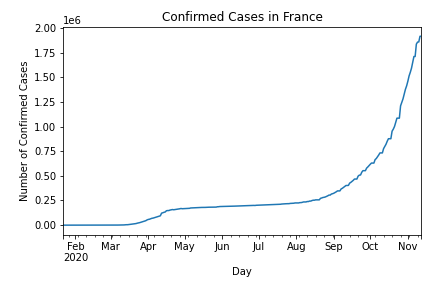 Confirmed Cases in France
1e6
2.00
1.75
1.50
1.25
1.00
0.75
0.50
0.25
0.00
Number of Confirmed Cases
Feb Mar Apr May Jun Jul Aug Sep Oct Nov
2020
Day